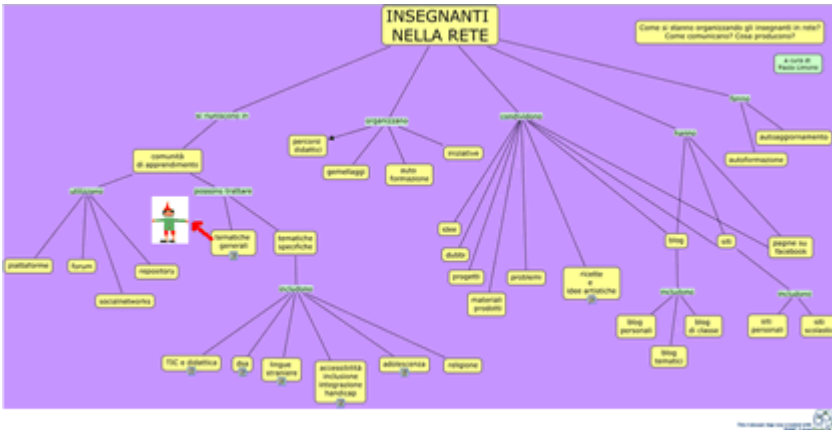 INSEGNANTI
NELLA RETE
Come si stanno organizzando gli insegnanti in rete?
Come comunicano? Cosa producono?
a cura di
si riuniscono in
organizzano
condividono
hanno
fanno
autoaggiornamento
autoformazione
percorsi
didattici
gemellaggi
auto
formazione
iniziative
comunità
di apprendimento
utilizzano
possono trattare
piattaforme
forum
socialnetworks
repository
tematiche
generali
tematiche
specifiche
includono
TIC e didattica
dsa
lingue
straniere
accessibilità
inclusione
integrazione
handicap
adolescenza
religione
idee
dubbi
progetti
materiali
prodotti
problemi
ricette
e
idee artistiche
blog
siti
pagine su
facebook
includono
blog
personali
blog
tematici
blog
di classe
includono
siti
personali
siti